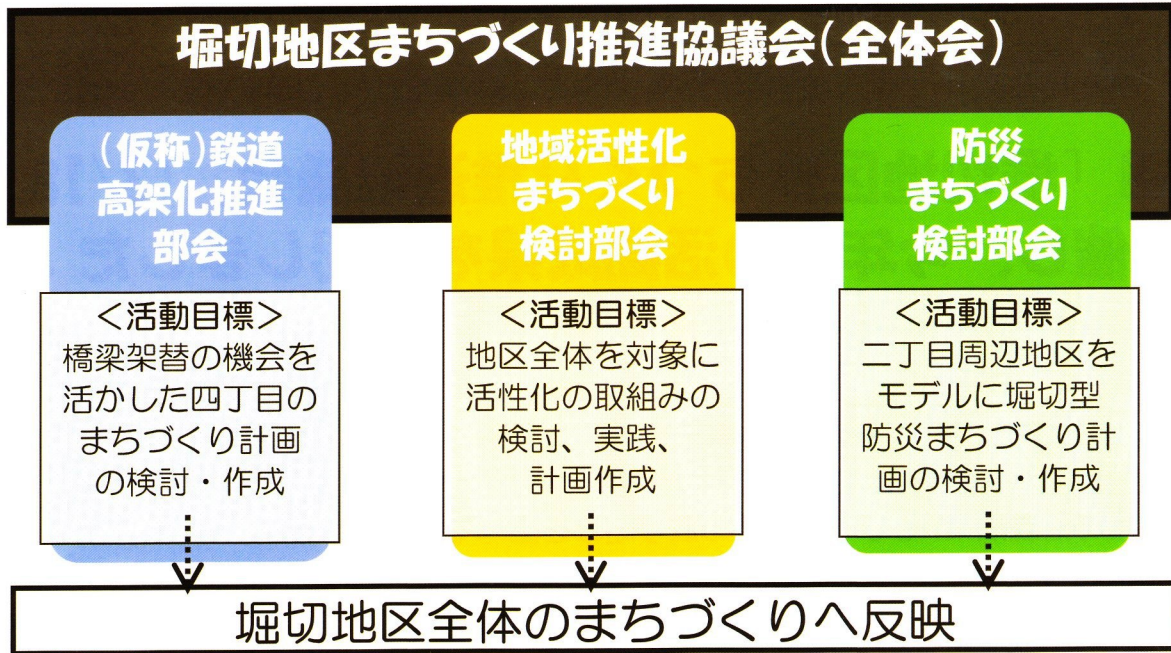 堀切地区まちづくり推進協議会(全体会)
(仮称)鉄道
高架化推進
部会
<活動目標>
橋梁架替の機会を
活かした四丁目の
まちづくり計画
の検討・作成
地域活性化
まちづくり
検討部会
<活動目標>
地区全体を対象に
活性化の取組みの
検討、実践、
計画作成
防災
まちづくり
検討部会
<活動目標>
二丁目周辺地区を
モデルに堀切型
防災まちづくり計
画の検討・作成
堀切地区全体のまちづくりへ反映